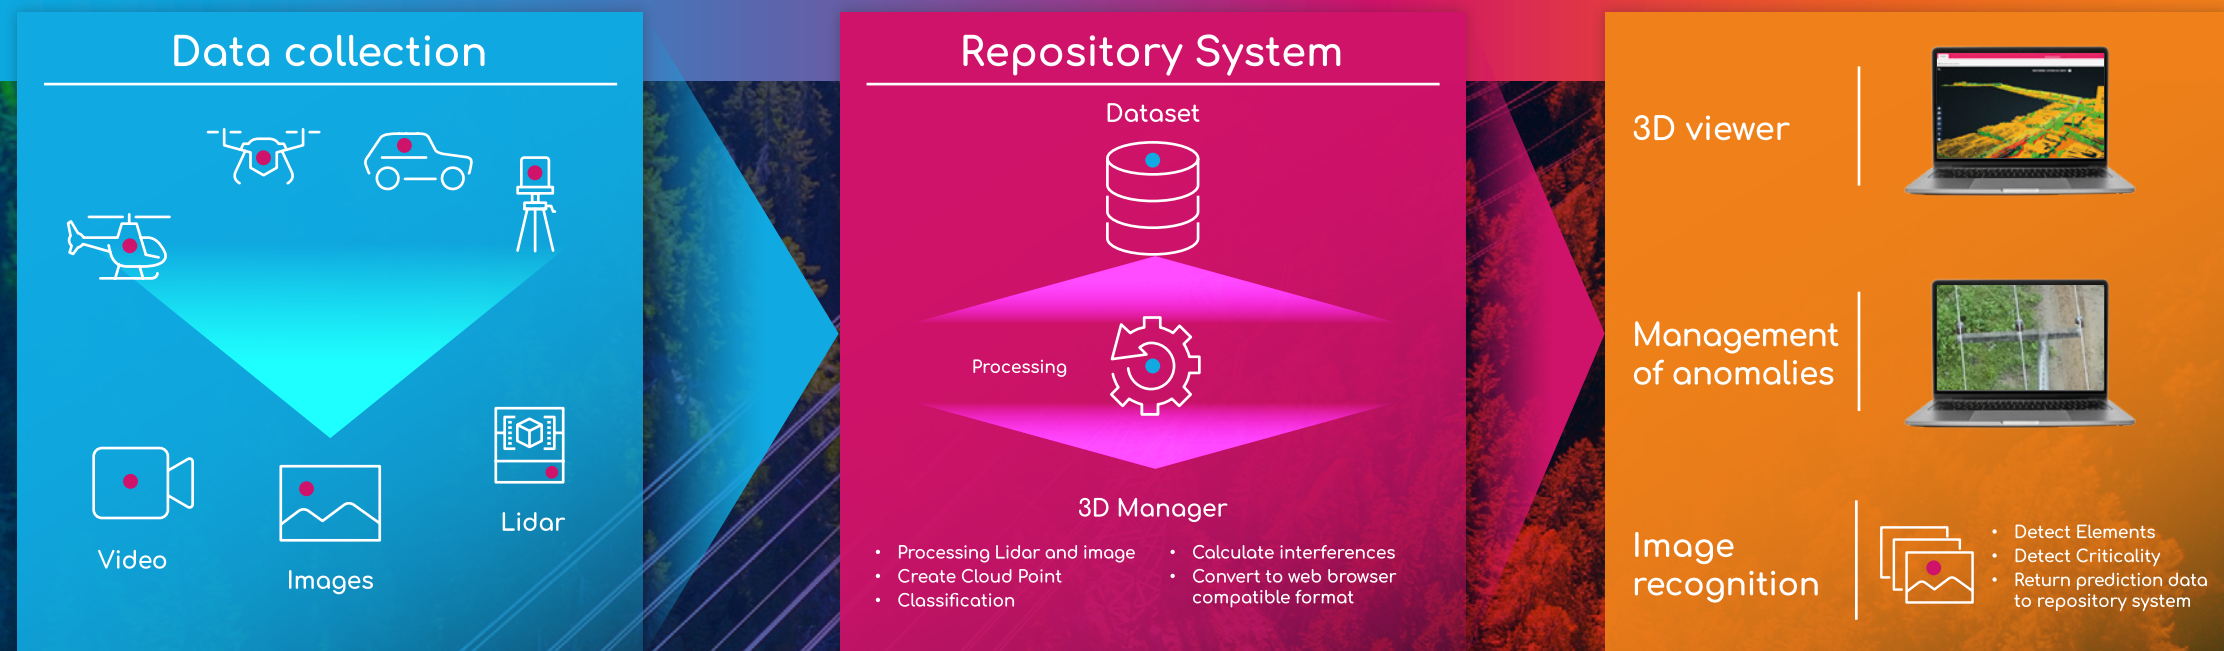 Data collection
Video
Images
Lidar
Repository System
Dataset
Processing
3D Manager
• Processing Lidar and image
• Create Cloud Point
• Classification
• Calculate interferences
• Convert to web browser
compatible format
3D viewer
Management
of anomalies
Image
recognition
• Detect Elements
• Detect Criticality
• Return prediction data
to repository system